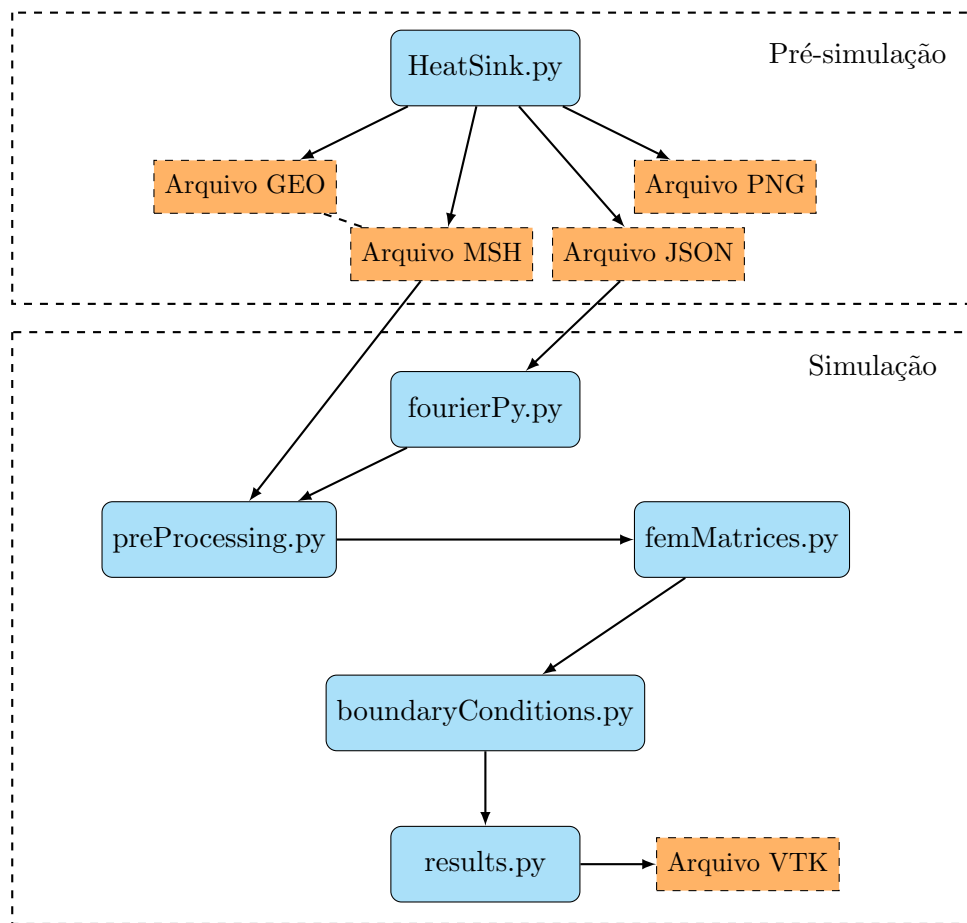 Pré-simulação
HeatSink.py
Arquivo GEO
Arquivo PNG
Arquivo MSH
Arquivo JSON
Simulação
fourierPy.py
preProcessing.py
femMatrices.py
boundaryConditions.py
results.py
Arquivo VTK